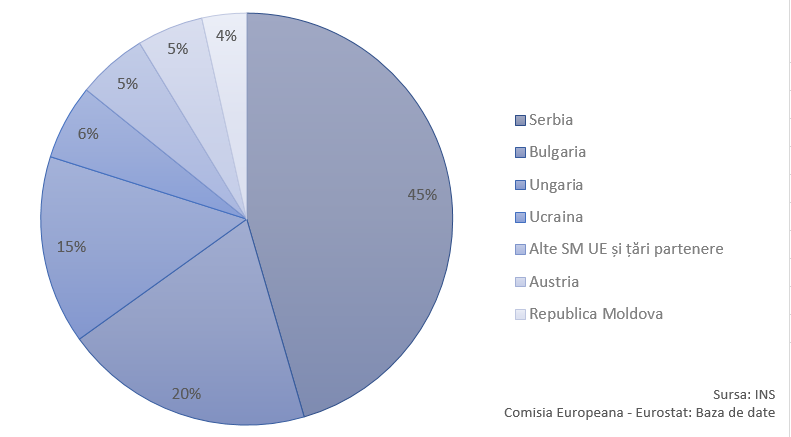 4%
5%
5%
6%
45%
15%
20%
Serbia
Bulgaria
Ungaria
Ucraina
Alte SM UE și țări partenere
Austria
Republica Moldova
Sursa: INS
Comisia Europeana - Eurostat: Baza de date